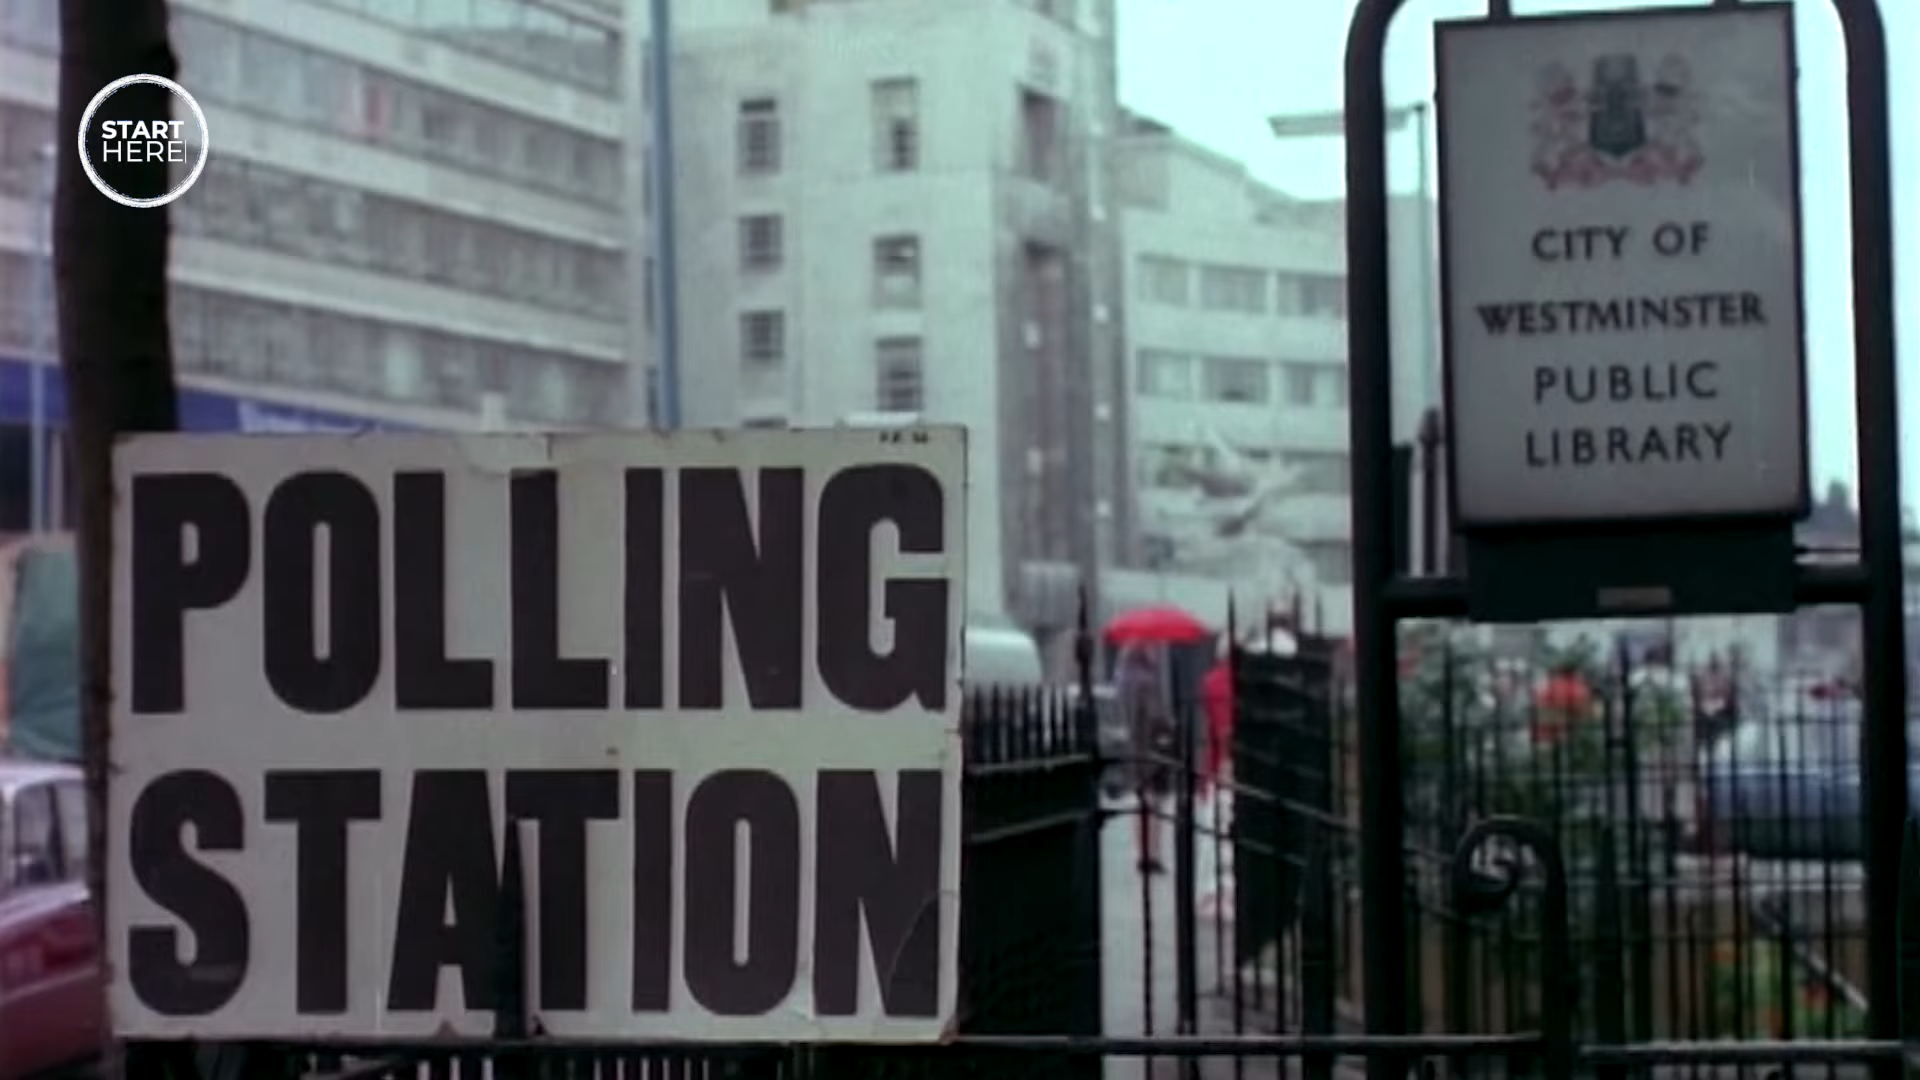 START
HERE
CITY OF
WESTMINSTER
PUBLIC
LIBRARY
POLLING
STATION